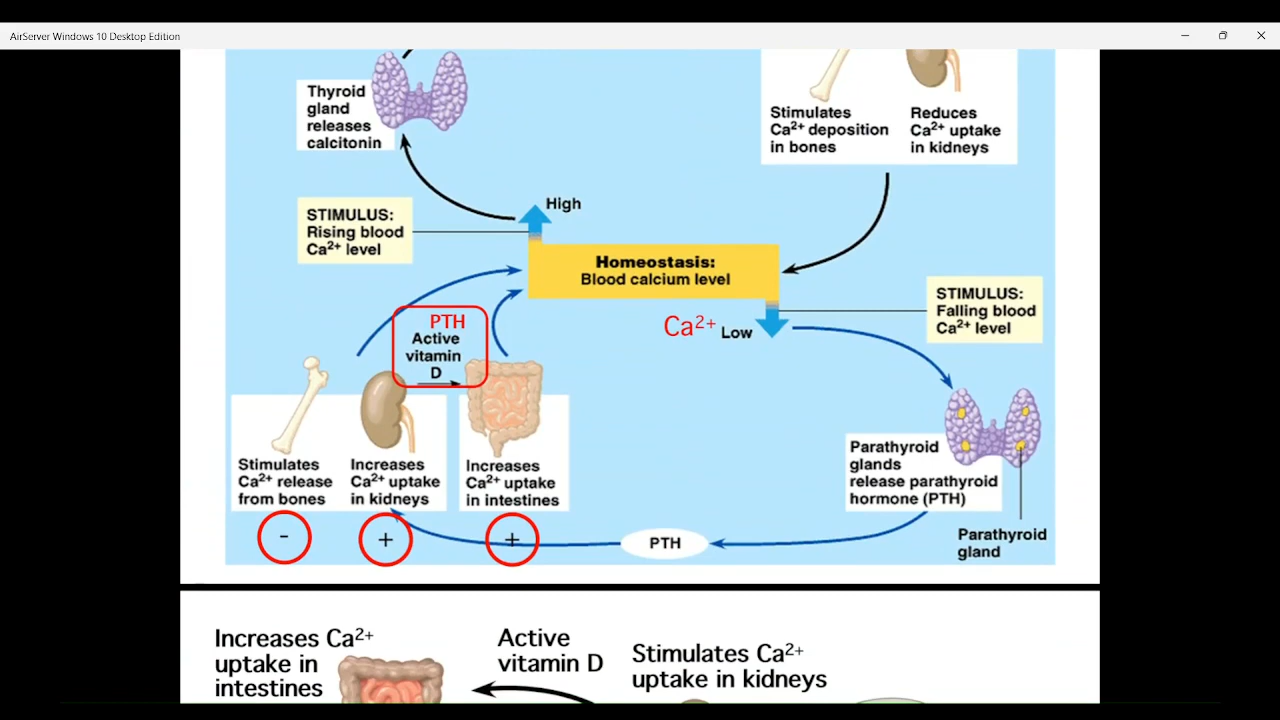 AirServer Windows 10 Desktop Edition
Thyroid
gland
releases
calcitonin
Stimulates
Ca²⁺ deposition
in bones
Reduces
Ca²⁺ uptake
in kidneys
High
STIMULUS:
Rising blood
Ca²⁺ level
Homeostasis:
Blood calcium level
STIMULUS:
Falling blood
Ca²⁺ level
Ca²⁺
Low
PTH
Active
vitamin
D
Stimulates
Ca²⁺ release
from bones
Increases
Ca²⁺ uptake
in kidneys
Increases
Ca²⁺ uptake
in intestines
Parathyroid
glands
release parathyroid
hormone (PTH)
-
+
+
PTH
Parathyroid
gland
Increases Ca²⁺
uptake in
intestines
Active
vitamin D
Stimulates Ca²⁺
uptake in kidneys